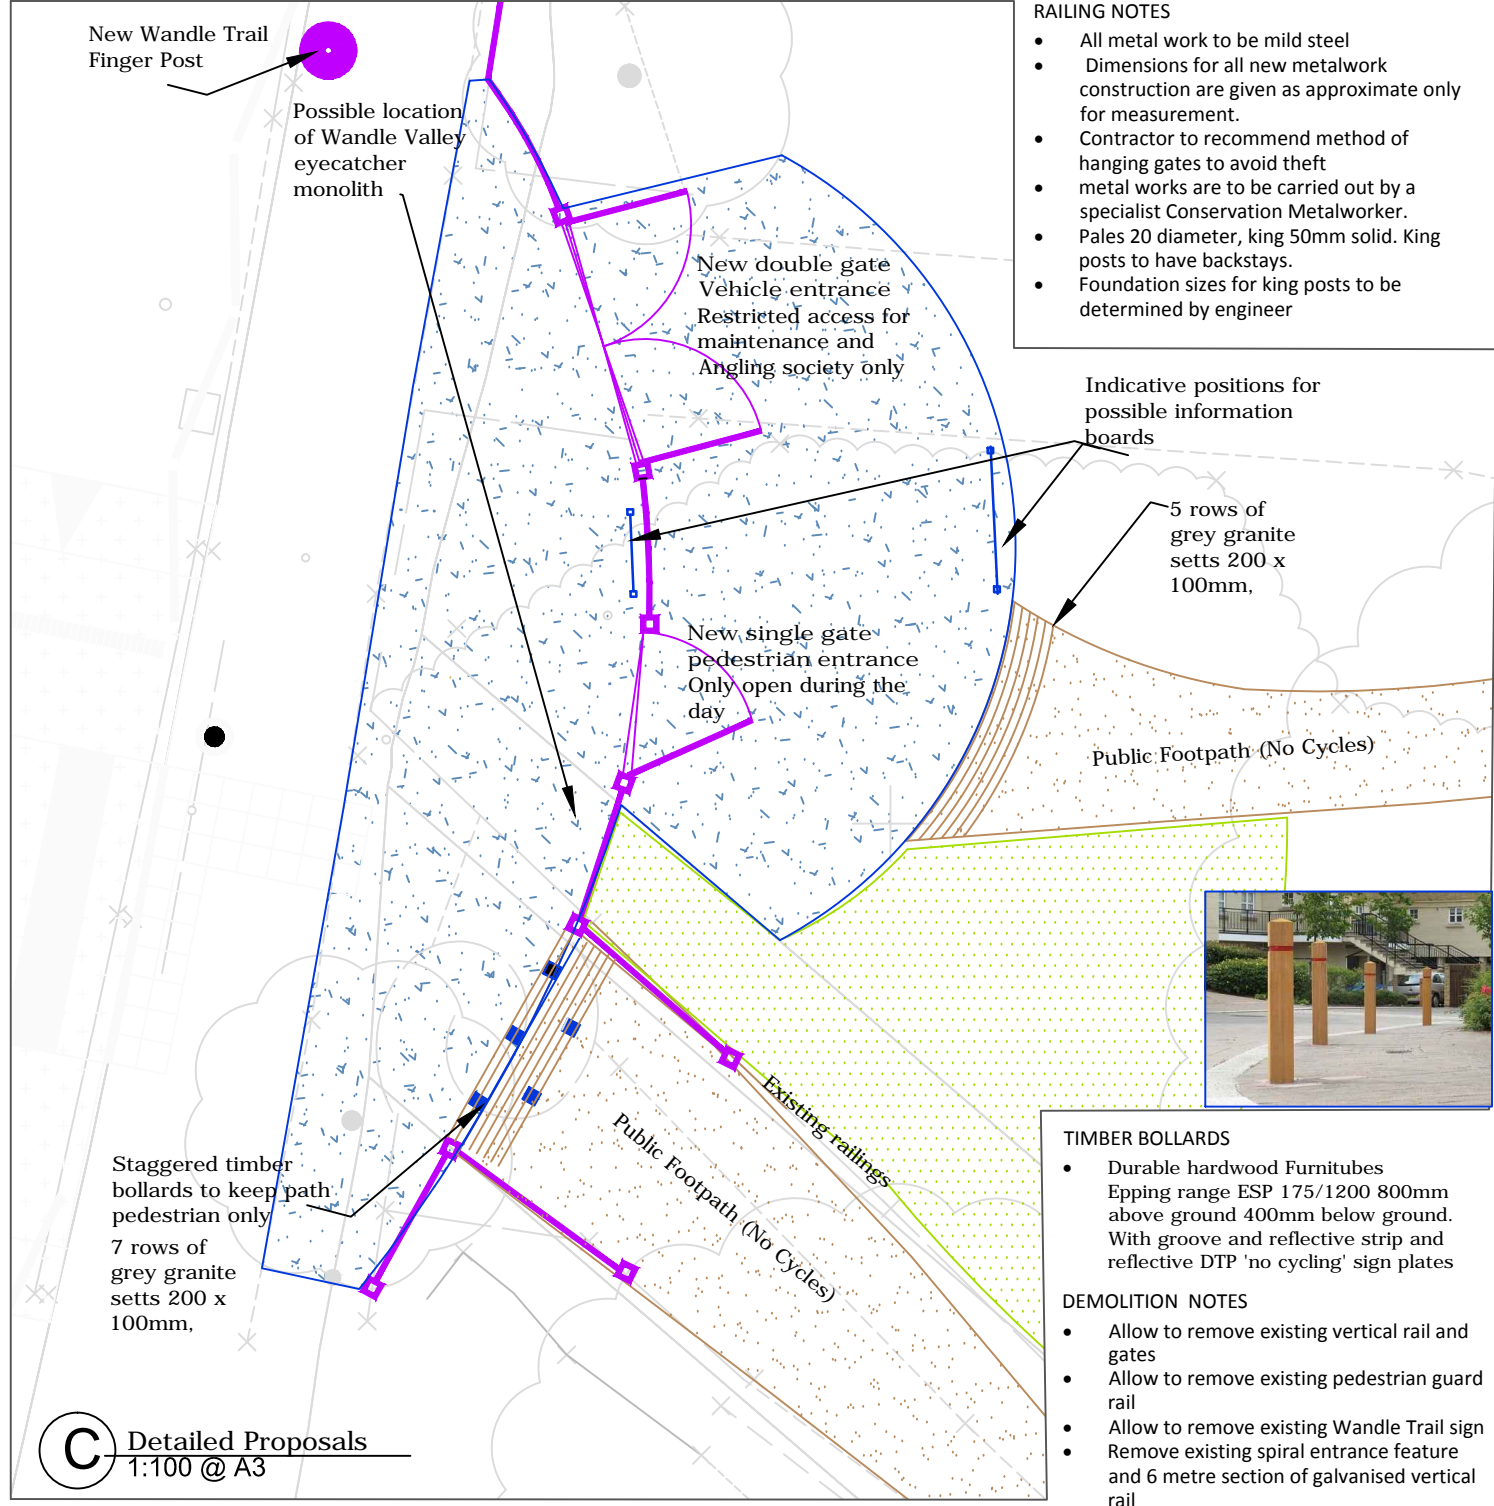 New Wandle Trail
Finger Post
Possible location
of Wandle Valley
eyecatcher
monolith
RAILING NOTES
• All metal work to be mild steel
• Dimensions for all new metalwork
construction are given as approximate only
for measurement.
• Contractor to recommend method of
hanging gates to avoid theft
• metal works are to be carried out by a
specialist Conservation Metalworker.
• Pales 20 diameter, king 50mm solid. King
posts to have backstays.
• Foundation sizes for king posts to be
determined by engineer
New double gate
Vehicle entrance
Restricted access for
maintenance and
Angling society only
Indicative positions for
possible information
boards
5 rows of
grey granite
setts 200 x
100mm,
New single gate
pedestrian entrance
Only open during the
day
Public Footpath (No Cycles)
Existing railings
Public Footpath (No Cycles)
Staggered timber
bollards to keep path
pedestrian only
7 rows of
grey granite
setts 200 x
100mm,
TIMBER BOLLARDS
• Durable hardwood Furnitubes
Epping range ESP 175/1200 800mm
above ground 400mm below ground.
With groove and reflective strip and
reflective DTP 'no cycling' sign plates
DEMOLITION NOTES
• Allow to remove existing vertical rail and
gates
• Allow to remove existing pedestrian guard
rail
• Allow to remove existing Wandle Trail sign
• Remove existing spiral entrance feature
and 6 metre section of galvanised vertical
rail
C
Detailed Proposals
1:100 @ A3